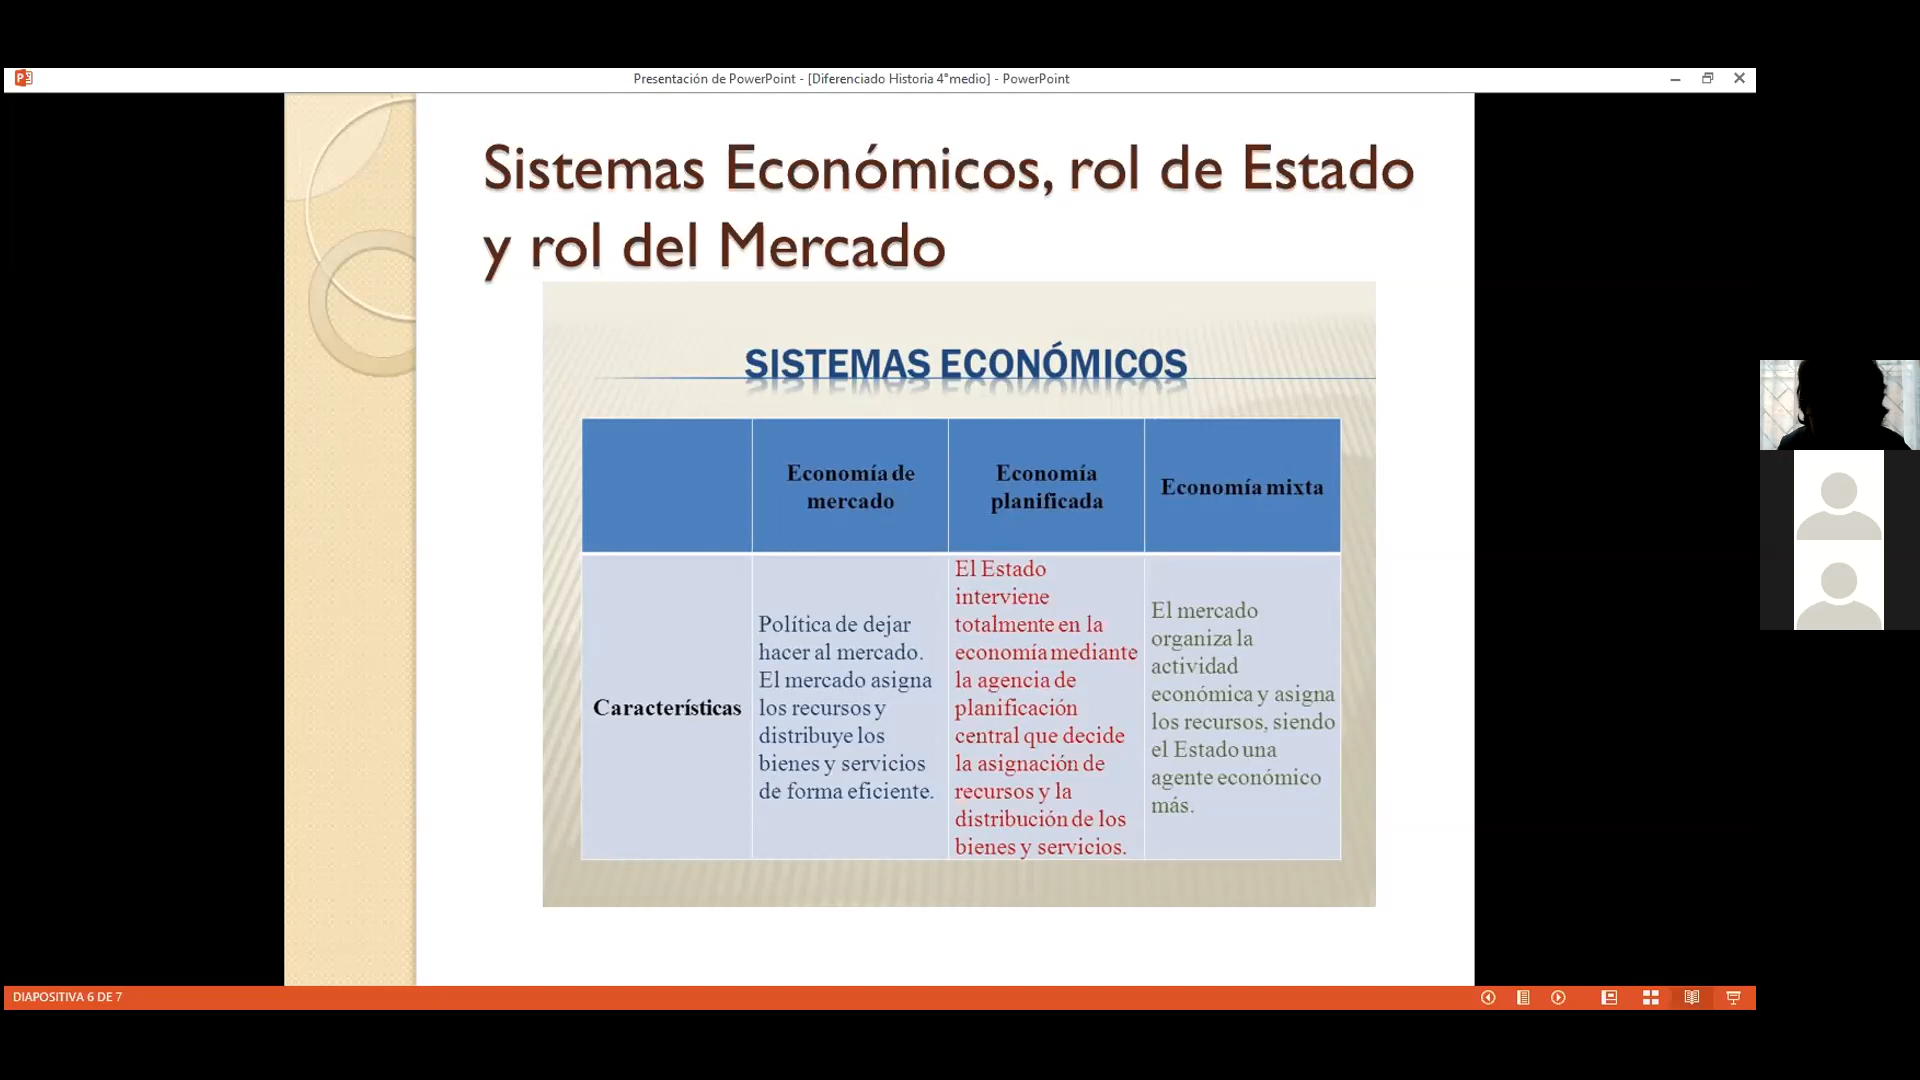 Presentación de PowerPoint - [Diferenciado Historia 4°medio] - PowerPoint
Sistemas Económicos, rol de Estado
y rol del Mercado
SISTEMAS ECONÓMICOS
Economía de
mercado
Economía
planificada
Economía mixta
Características
Política de dejar
hacer al mercado.
El mercado asigna
los recursos y
distribuye los
bienes y servicios
de forma eficiente.
El Estado
interviene
totalmente en la
economía mediante
la agencia de
planificación
central que decide
la asignación de
recursos y la
distribución de los
bienes y servicios.
El mercado
organiza la
actividad
económica y asigna
los recursos, siendo
el Estado una
agente económico
más.
DIAPOSITIVA 6 DE 7